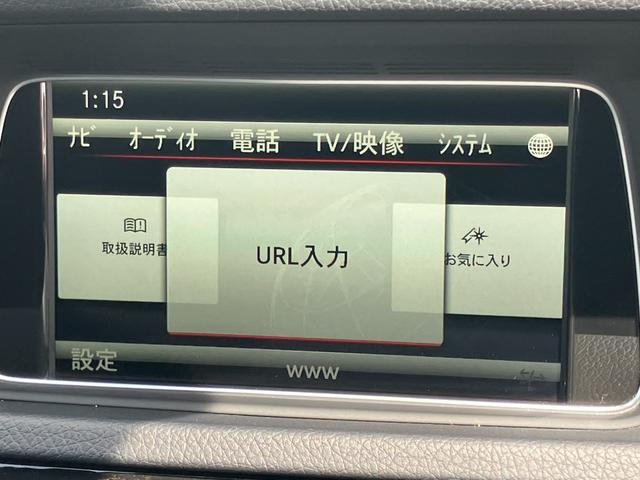 1:15
ナビ オーディオ 電話 TV/映像 システム
取扱説明書
URL入力
お気に入り
設定
www